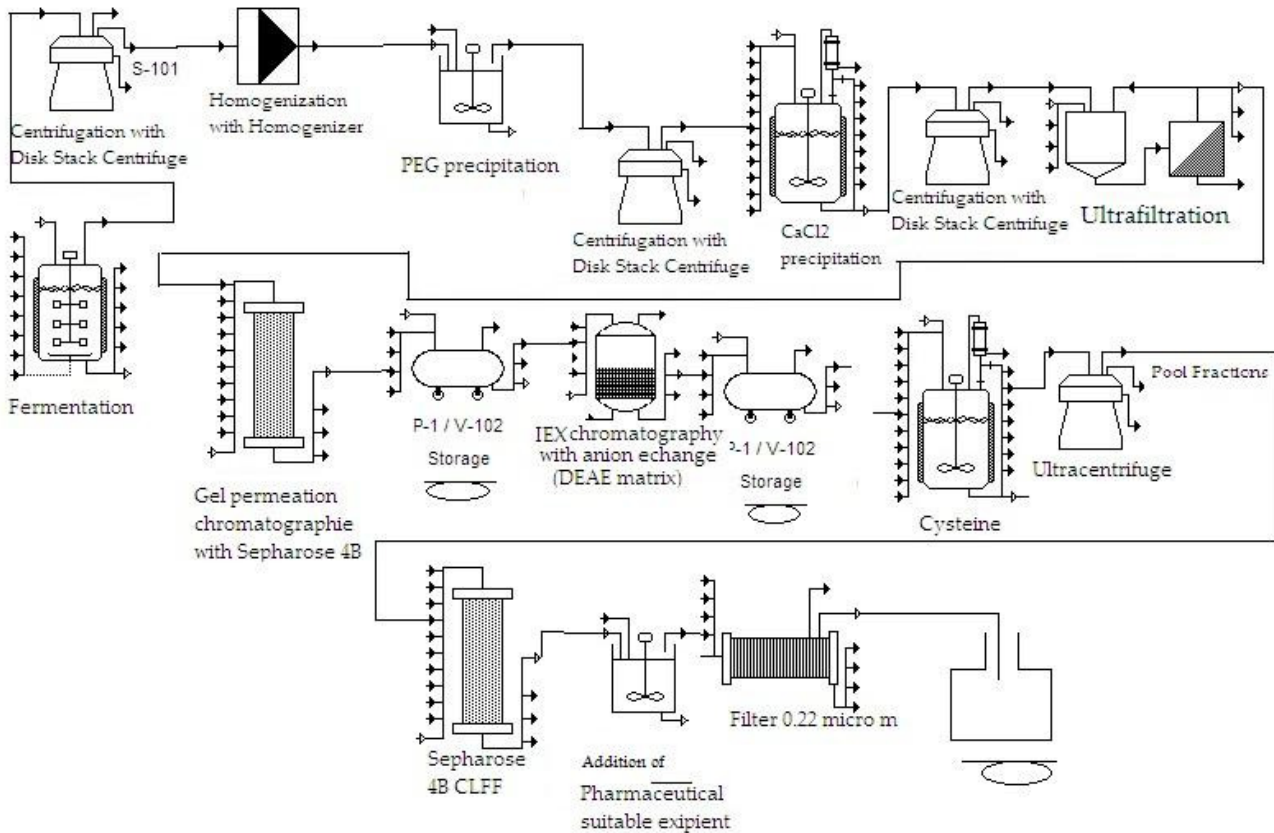 S-101
Centrifugation with
Disk Stack Centrifuge
Homogenization
with Homogenizer
PEG precipitation
Centrifugation with
Disk Stack Centrifuge
CaCl2
precipitation
Centrifugation with
Disk Stack Centrifuge
Ultrafiltration
Fermentation
Gel permeation
chromatographie
with Sepharose 4B
P-1 / V-102
Storage
IEX chromatography
with anion echange
(DEAE matrix)
P-1 / V-102
Storage
Cysteine
Ultracentrifuge
Pool Fractions
Sepharose
4B CLFF
Addition of
Pharmaceutical
suitable exipient
Filter 0.22 micro m